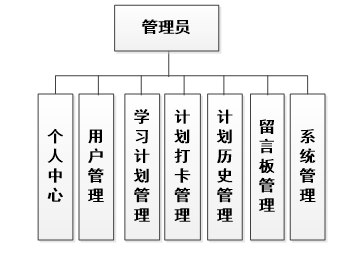 管理员
个人中心
用户管理
学习计划管理
计划打卡管理
计划历史管理
留言板管理
系统管理